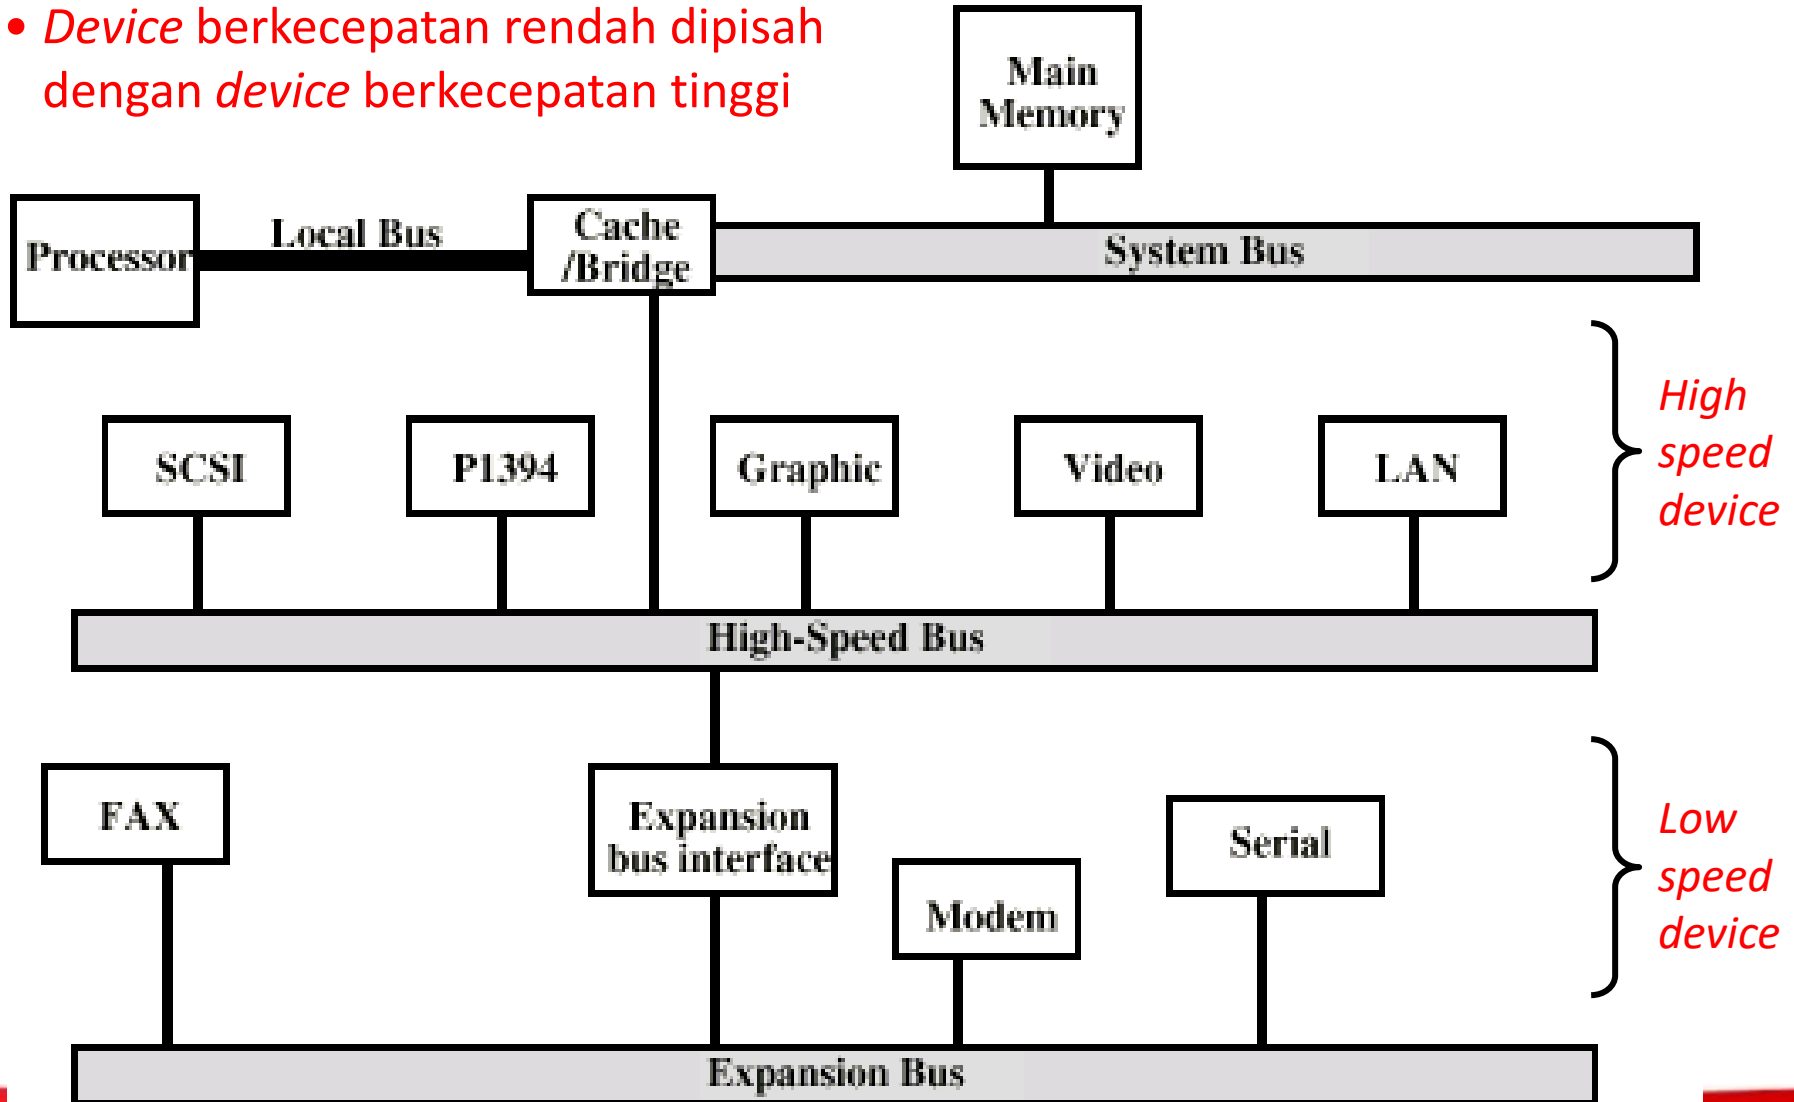 • Device berkecepatan rendah dipisah
dengan device berkecepatan tinggi
Main
Memory
Processor
Local Bus
Cache
/Bridge
System Bus
SCSI
P1394
Graphic
Video
LAN
High
speed
device
High-Speed Bus
FAX
Expansion
bus interface
Modem
Serial
Low
speed
device
Expansion Bus